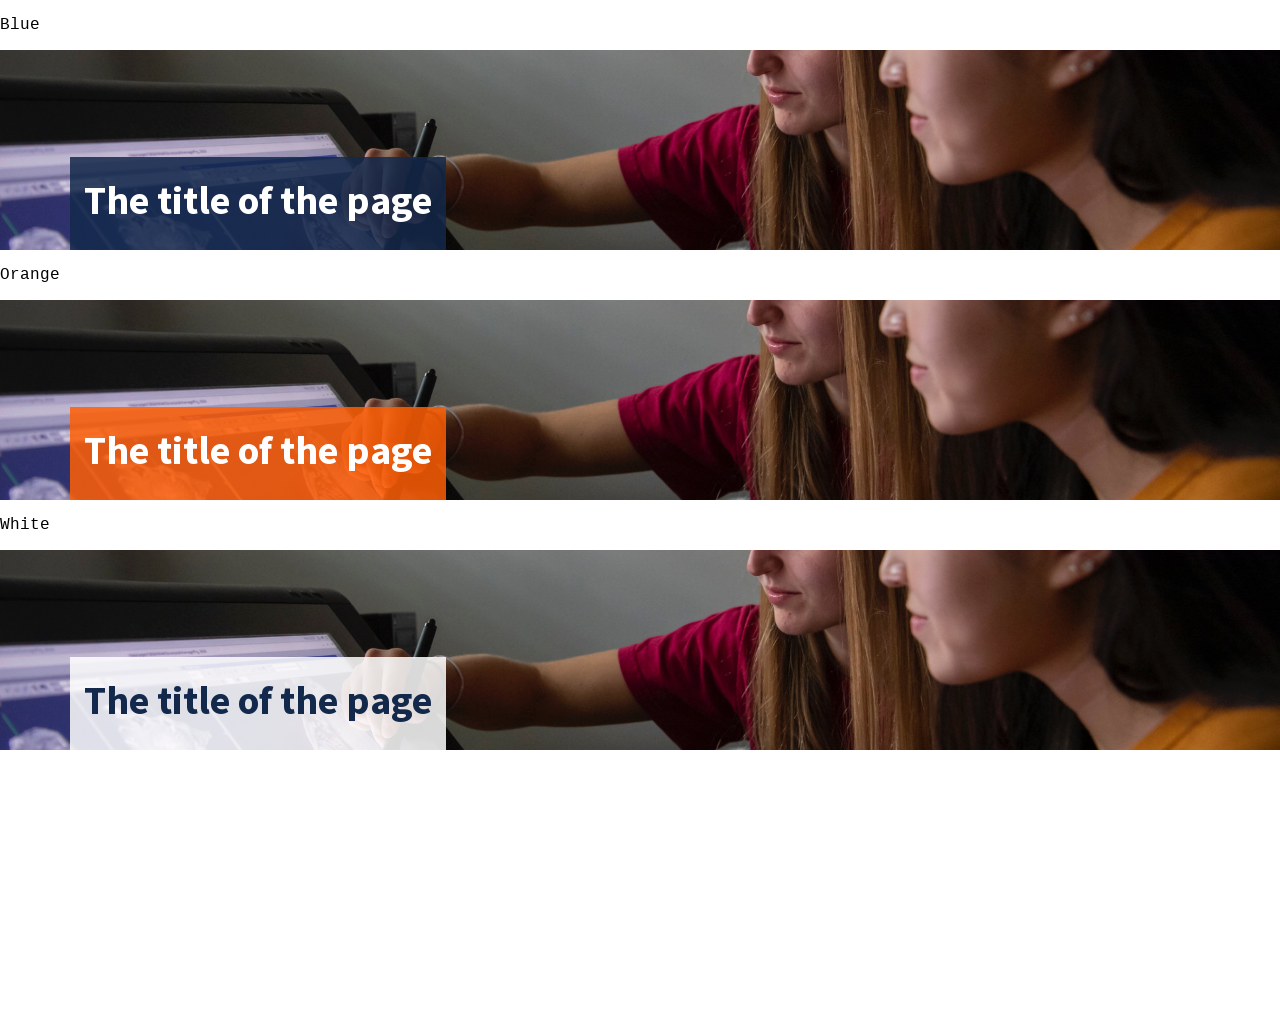 Blue
The title of the page
Orange
The title of the page
White
The title of the page